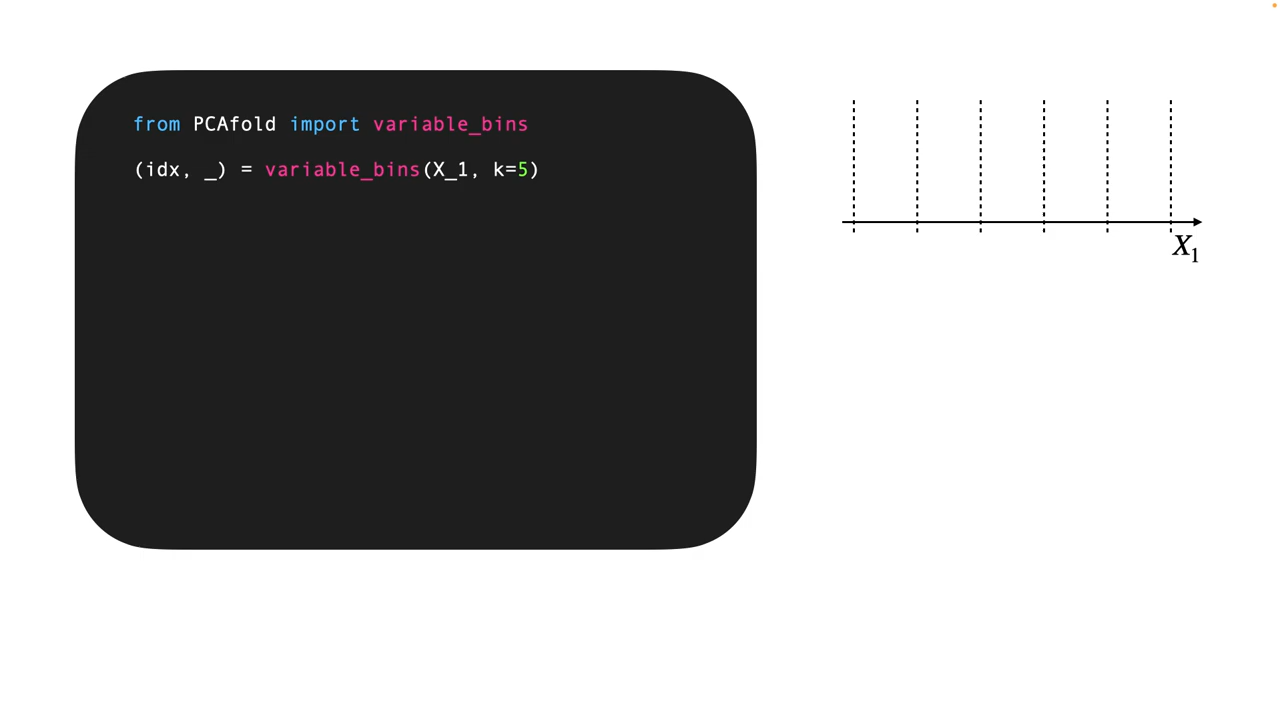 from PCAfold import variable_bins
(idx, _) = variable_bins(X_1, k=5)
X₁